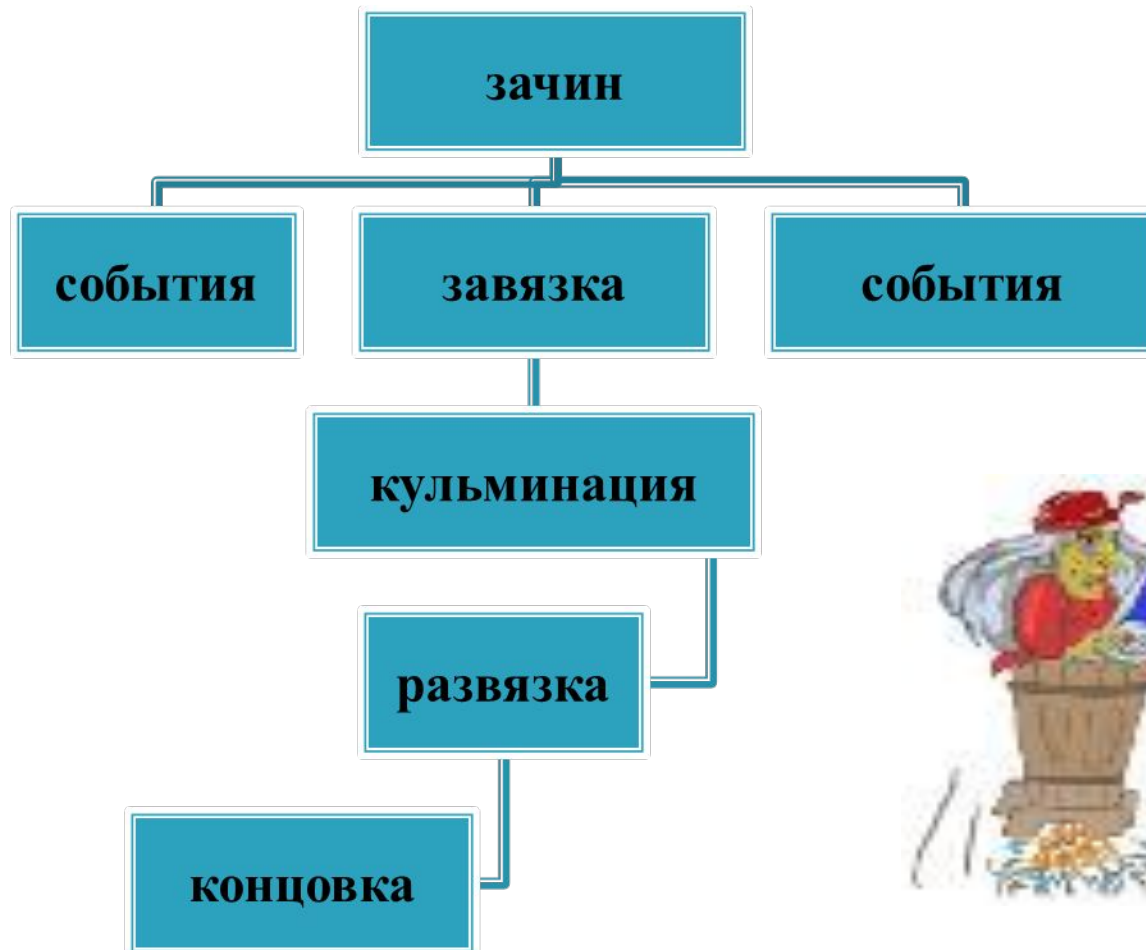 зачин
события
завязка
события
кульминация
развязка
концовка